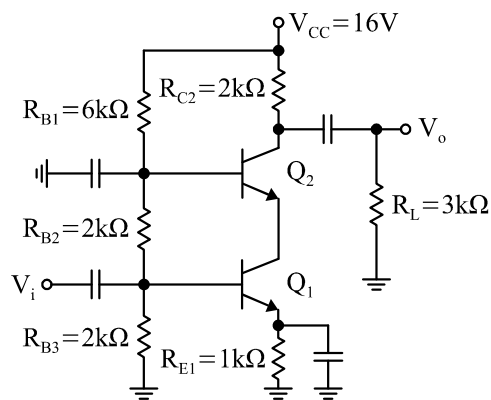 V_CC=16V
R_C2=2kΩ
R_B1=6kΩ
V_o
Q_2
R_B2=2kΩ
R_L=3kΩ
V_i
Q_1
R_B3=2kΩ
R_E1=1kΩ